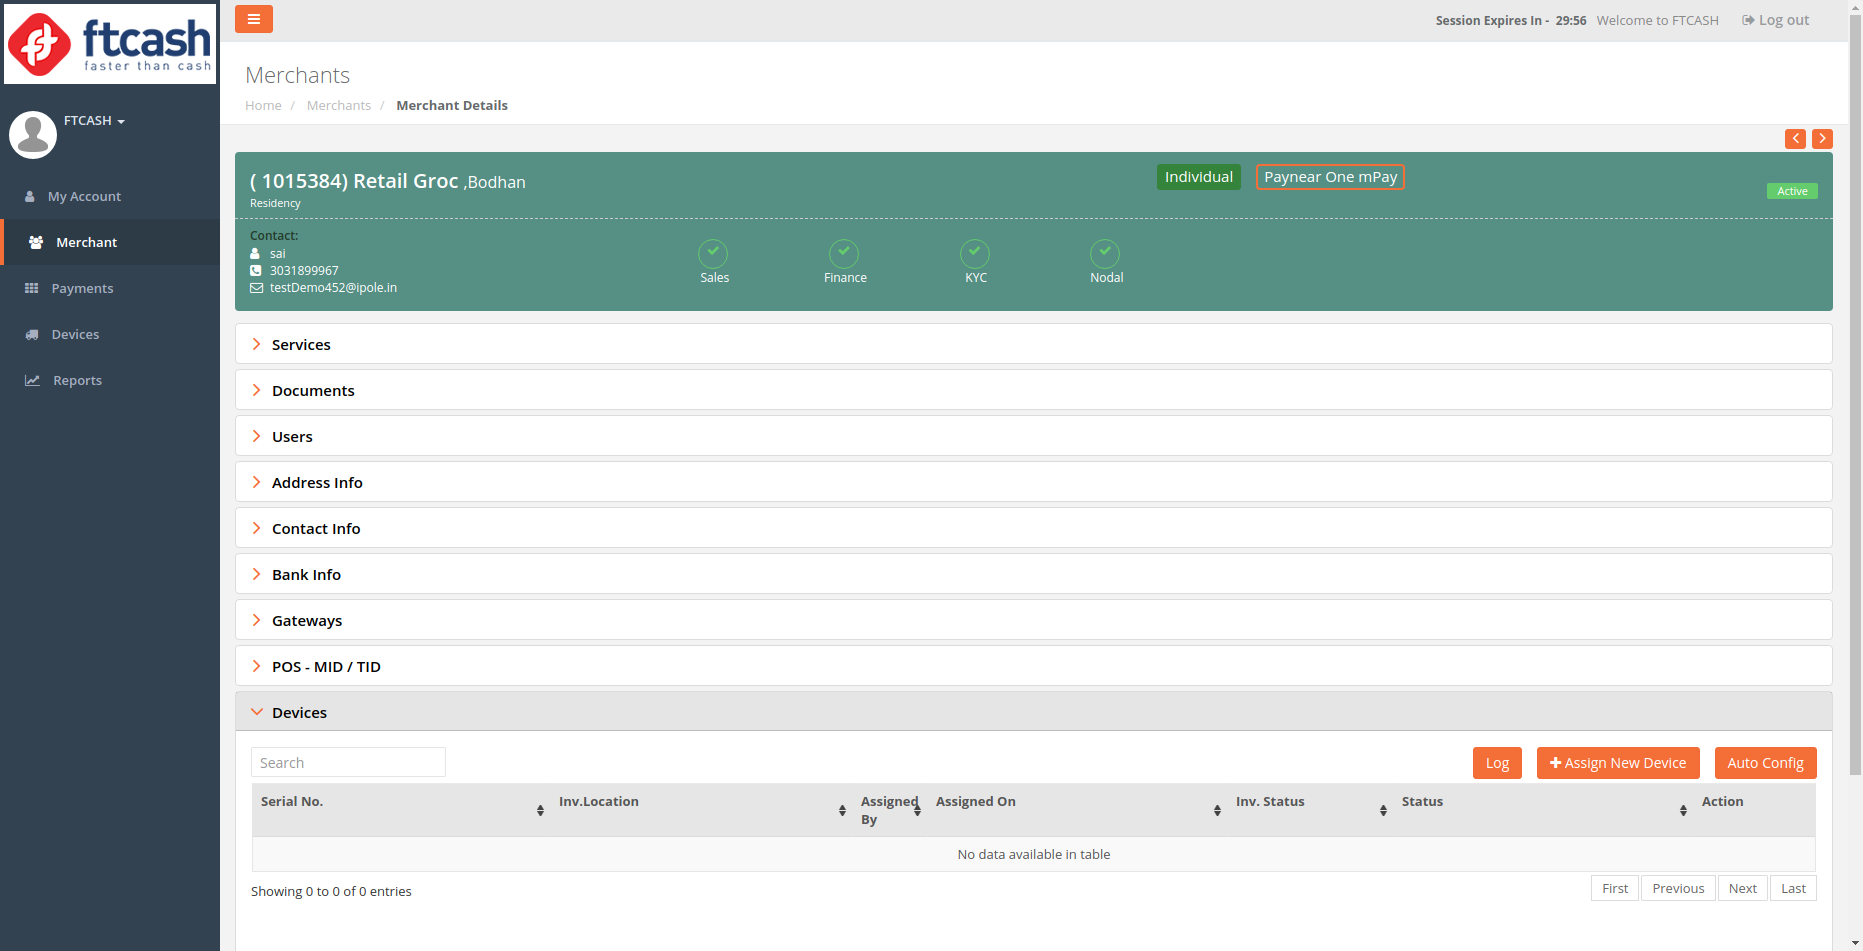 ftcash
faster than cash
Session Expires In - 29:56 Welcome to FTCASH Log out
Merchants
Home / Merchants / Merchant Details
FTCASH
My Account
Merchant
Payments
Devices
Reports
( 1015384) Retail Groc ,Bodhan
Residency
Individual
Paynear One mPay
Active
Contact:
sai
3031899967
testDemo452@ipole.in
Sales
Finance
KYC
Nodal
Services
Documents
Users
Address Info
Contact Info
Bank Info
Gateways
POS - MID / TID
Devices
Search
Log
Assign New Device
Auto Config
Serial No. Inv.Location Assigned By Assigned On Inv. Status Status Action
No data available in table
Showing 0 to 0 of 0 entries
First Previous Next Last